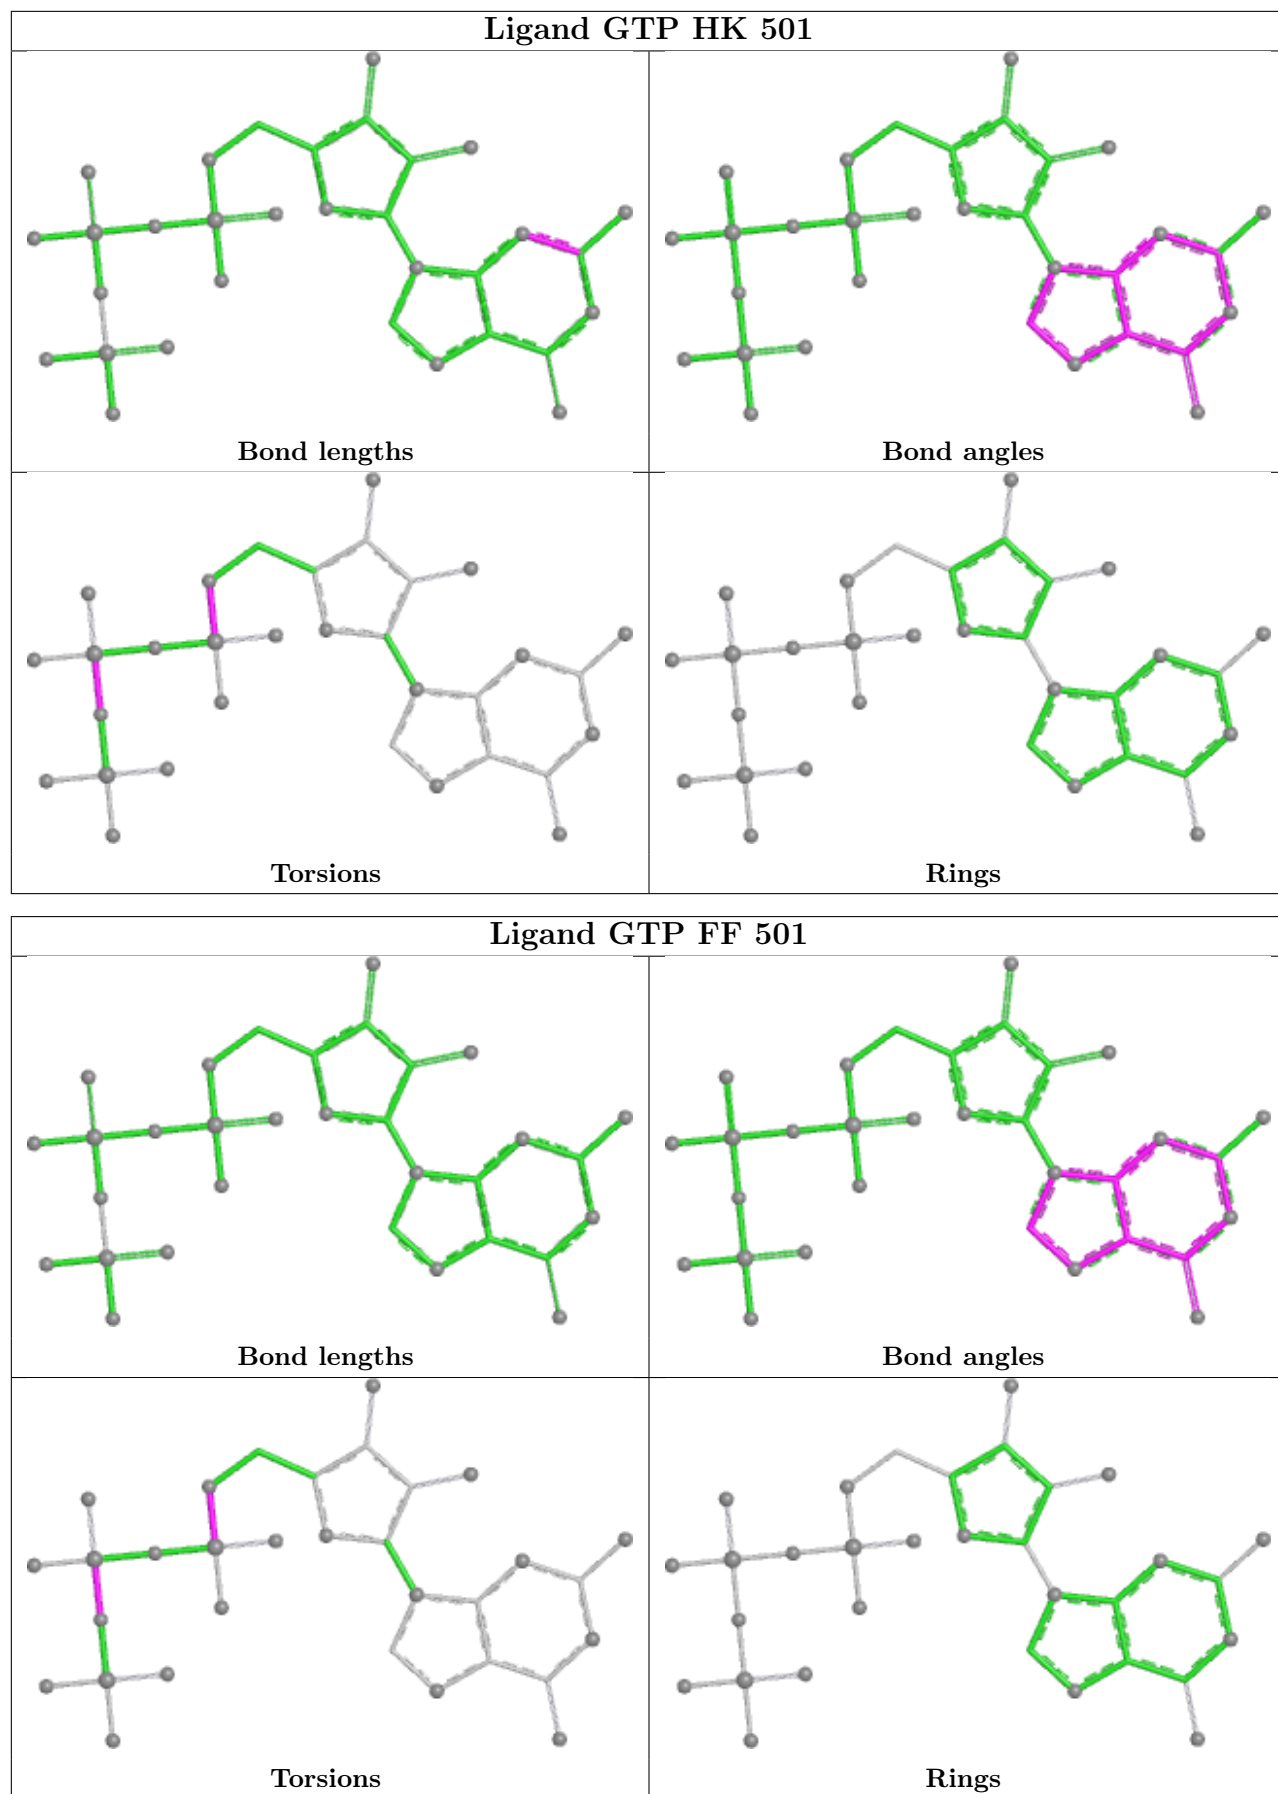 Ligand GTP HK 501
Bond lengths
Bond angles
Torsions
Rings
Ligand GTP FF 501
Bond lengths
Bond angles
Torsions
Rings